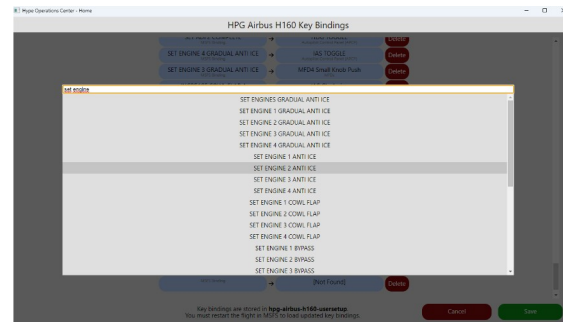 Hype Operations Center - Home
HPG Airbus H160 Key Bindings
Delete
SET ENGINE 4 GRADUAL ANTI ICE → IAS TOGGLE Delete
SET ENGINE 3 GRADUAL ANTI ICE → MFD4 Small Knob Push Delete
set engine
SET ENGINES GRADUAL ANTI ICE
SET ENGINE 1 GRADUAL ANTI ICE
SET ENGINE 2 GRADUAL ANTI ICE
SET ENGINE 3 GRADUAL ANTI ICE
SET ENGINE 4 GRADUAL ANTI ICE
SET ENGINE 1 ANTI ICE
SET ENGINE 2 ANTI ICE
SET ENGINE 3 ANTI ICE
SET ENGINE 4 ANTI ICE
SET ENGINE 1 COWL FLAP
SET ENGINE 2 COWL FLAP
SET ENGINE 3 COWL FLAP
SET ENGINE 4 COWL FLAP
SET ENGINE 1 BYPASS
SET ENGINE 2 BYPASS
SET ENGINE 3 BYPASS
→ [Not Found] Delete
Key bindings are stored in hpg-airbus-h160-usersetup
You must restart the flight in MSFS to load updated key bindings.
Cancel Save